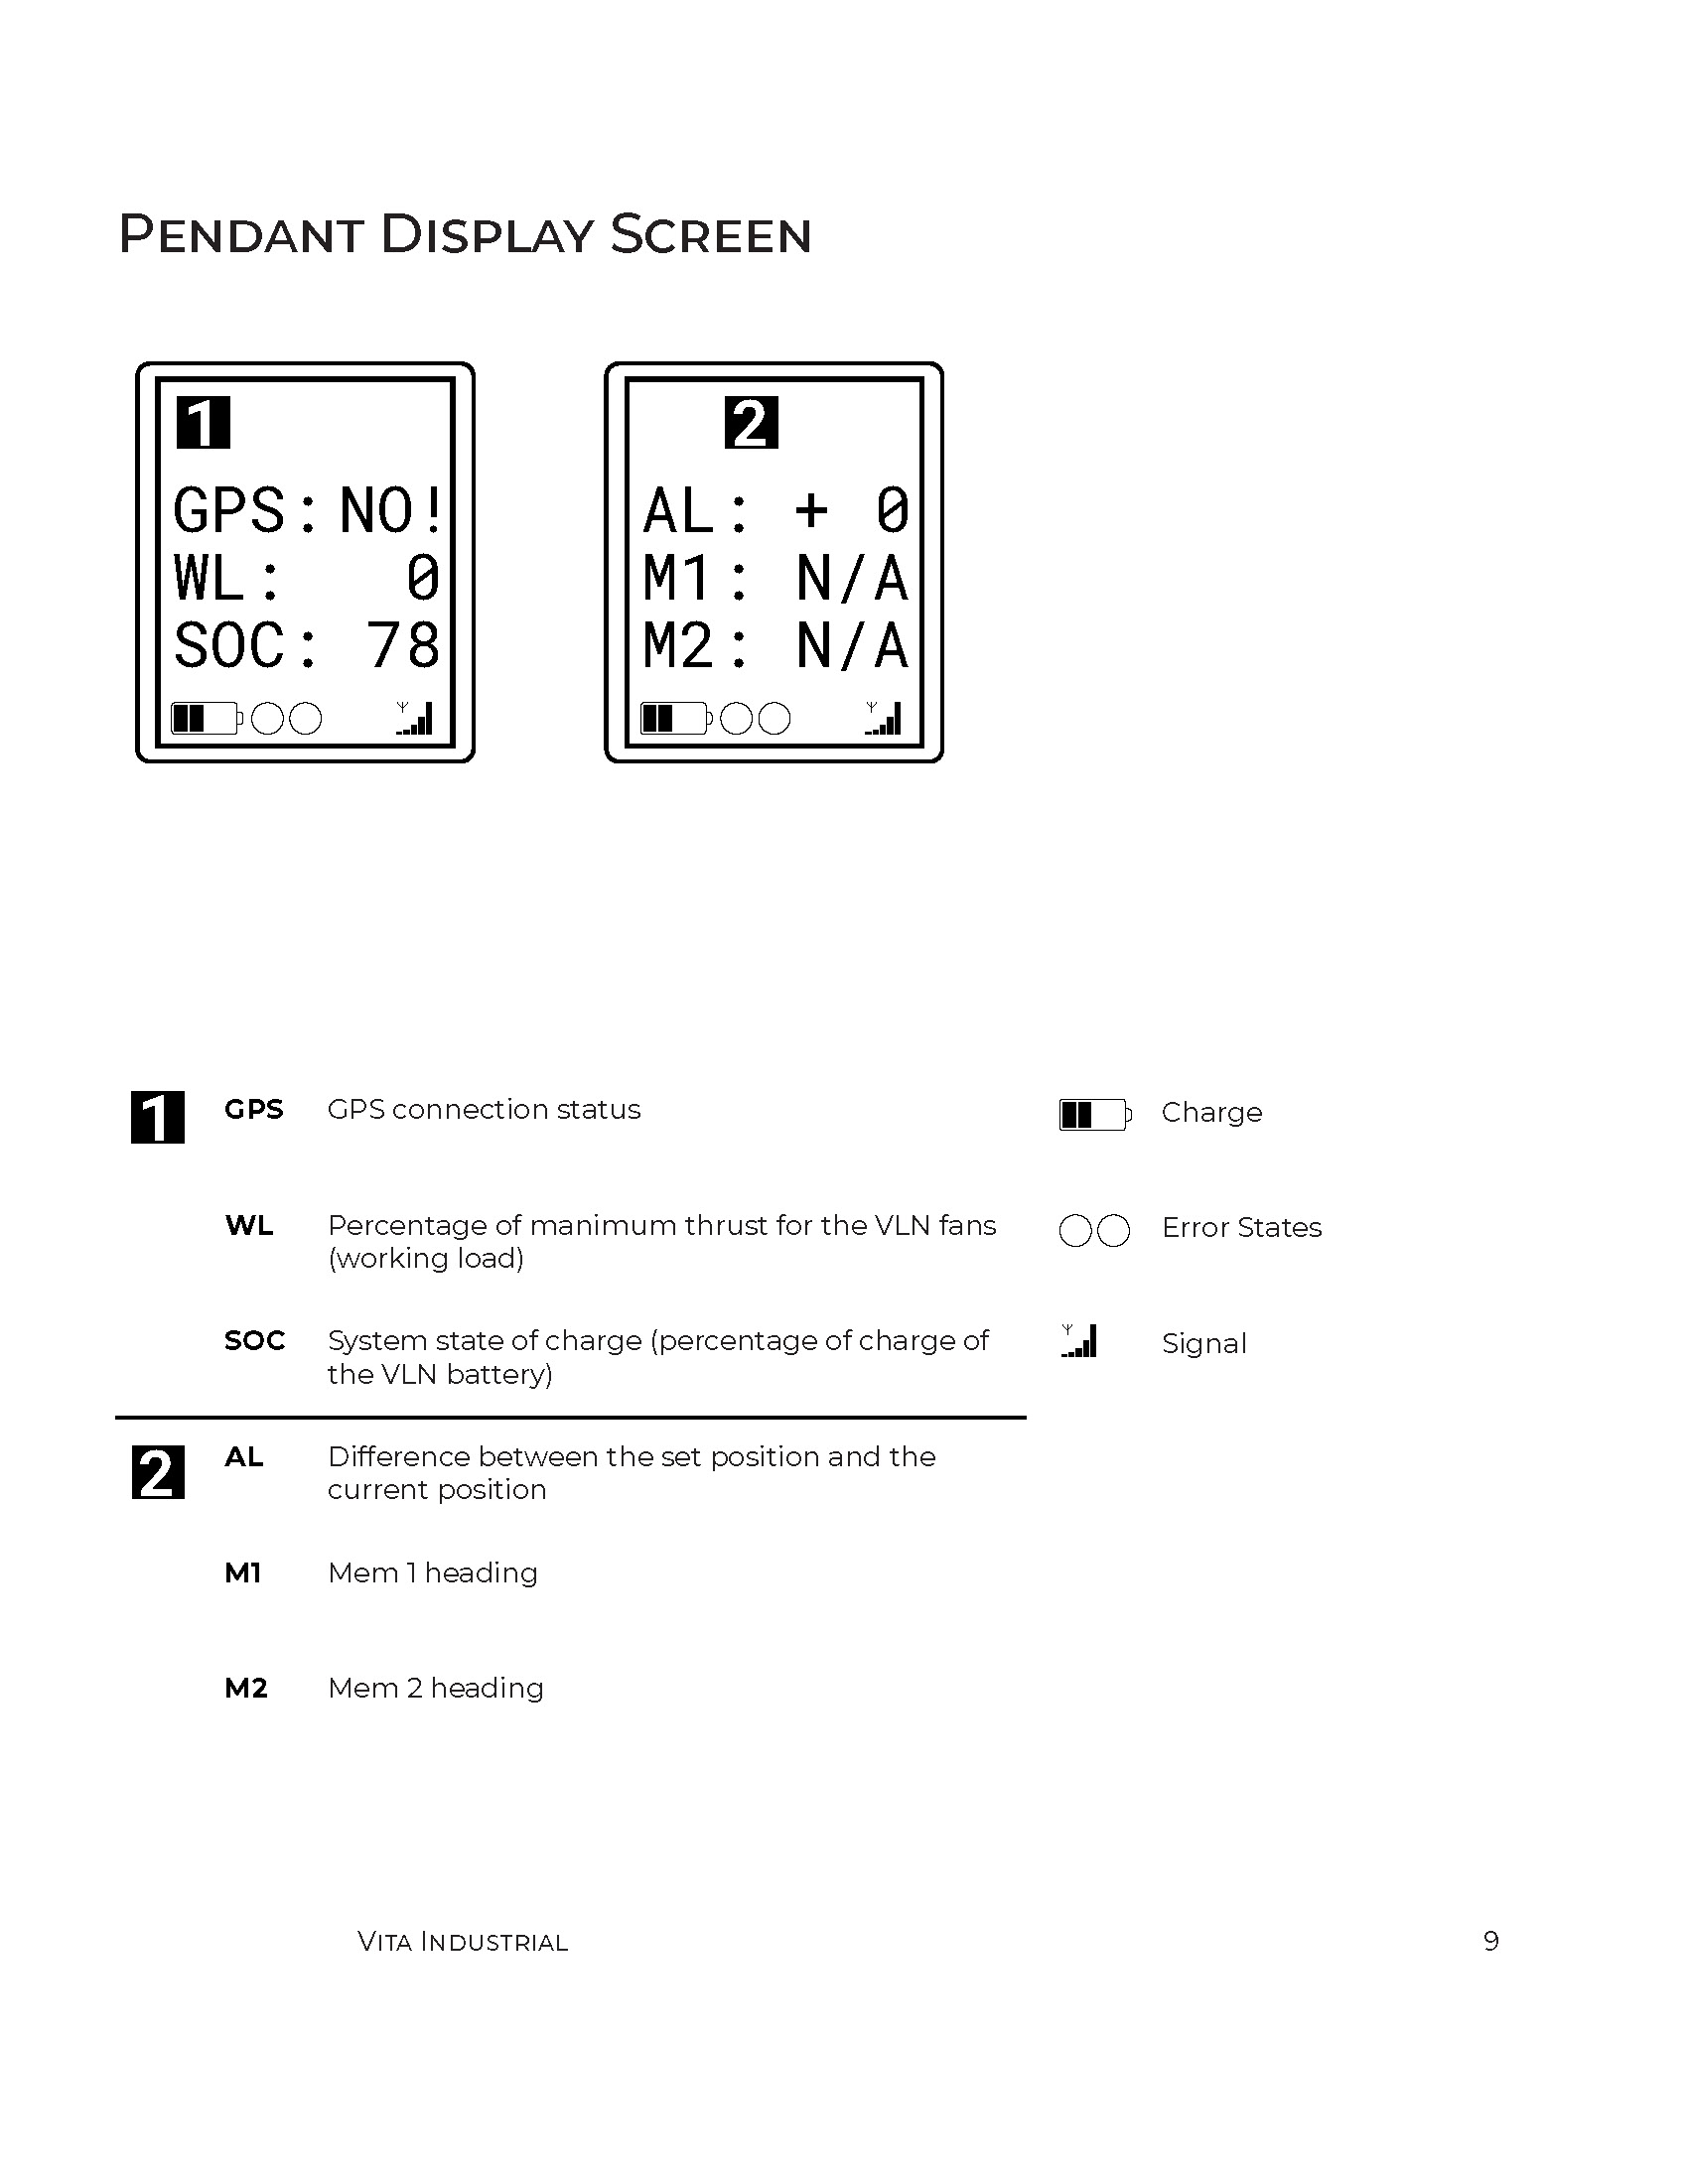 Pendant Display Screen
1
GPS: NO!
WL: 0
SOC: 78
2
AL: + 0
M1: N/A
M2: N/A
1 GPS GPS connection status
WL Percentage of manimum thrust for the VLN fans
(working load)
SOC System state of charge (percentage of charge of
the VLN battery)
2 AL Difference between the set position and the
current position
M1 Mem 1 heading
M2 Mem 2 heading
Charge
Error States
Signal
Vita Industrial 9